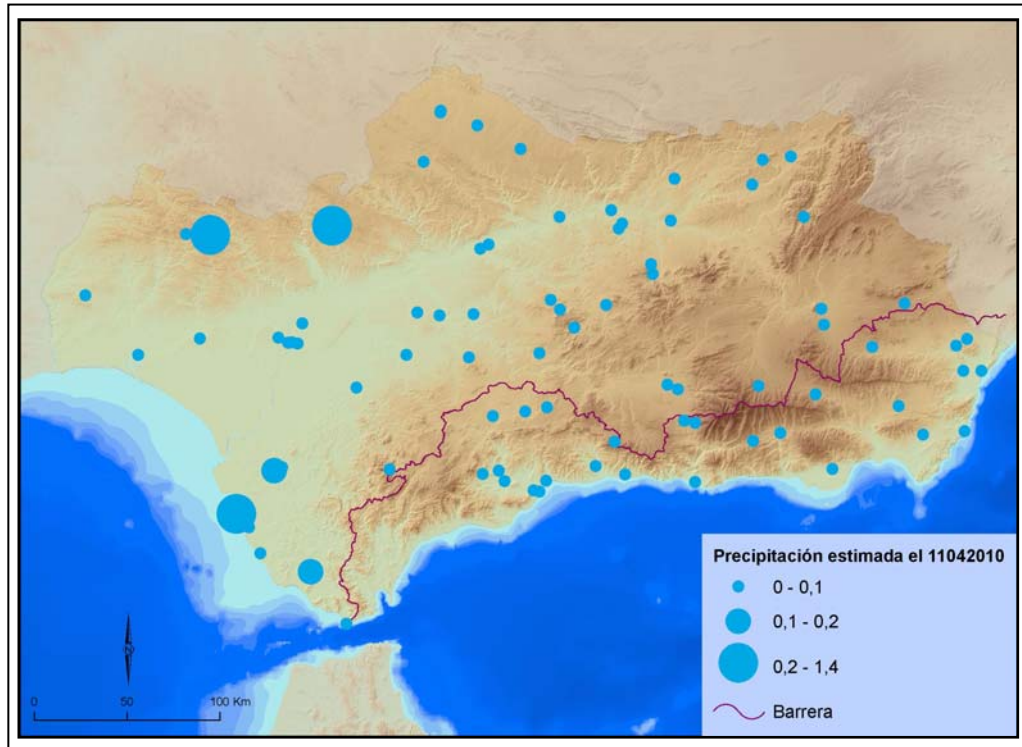 Precipitación estimada el 11042010
0 - 0,1
0,1 - 0,2
0,2 - 1,4
Barrera
0 50 100 Km